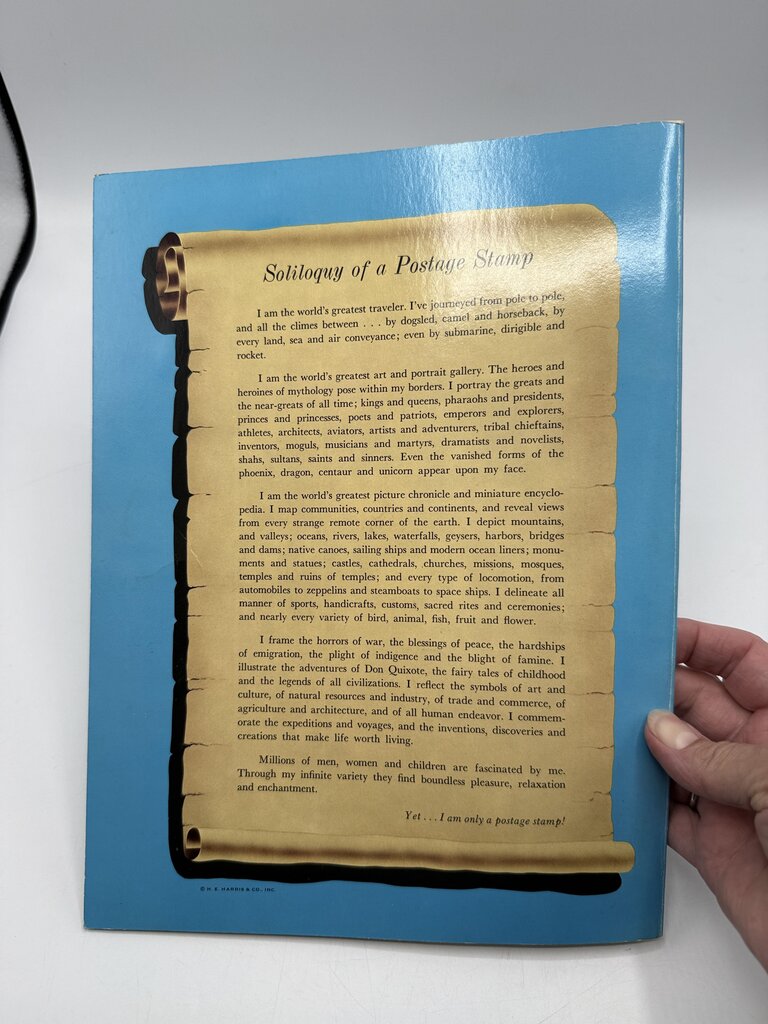 Soliloquy of a Postage Stamp
I am the world's greatest traveler. I've journeyed from pole to pole,
and all the climes between . . . by dogsled, camel and horseback, by
every land, sea and air conveyance; even by submarine, dirigible and
rocket.
I am the world's greatest art and portrait gallery. The heroes and
heroines of mythology pose within my borders. I portray the greats and
the near-greats of all time; kings and queens, pharaohs and presidents,
princes and princesses, poets and patriots, emperors and explorers,
athletes, architects, aviators, artists and adventurers, tribal chieftains,
inventors, moguls, musicians and martyrs, dramatists and novelists,
shahs, sultans, saints and sinners. Even the vanished forms of the
phoenix, dragon, centaur and unicorn appear upon my face.
I am the world's greatest picture chronicle and miniature encyclo-
pedia. I map communities, countries and continents, and reveal views
from every strange remote corner of the earth. I depict mountains,
and valleys; oceans, rivers, lakes, waterfalls, geysers, harbors, bridges
and dams; native canoes, sailing ships and modern ocean liners; monu-
ments and statues; castles, cathedrals, churches, missions, mosques,
temples and ruins of temples; and every type of locomotion, from
automobiles to zeppelins and steamboats to space ships. I delineate all
manner of sports, handicrafts, customs, sacred rites and ceremonies;
and nearly every variety of bird, animal, fish, fruit and flower.
I frame the horrors of war, the blessings of peace, the hardships
of emigration, the plight of indigence and the blight of famine. I
illustrate the adventures of Don Quixote, the fairy tales of childhood
and the legends of all civilizations. I reflect the symbols of art and
culture, of natural resources and industry, of trade and commerce, of
agriculture and architecture, and of all human endeavor. I commem-
orate the expeditions and voyages, and the inventions, discoveries and
creations that make life worth living.
Millions of men, women and children are fascinated by me.
Through my infinite variety they find boundless pleasure, relaxation
and enchantment.
Yet . . . I am only a postage stamp!
© H. E. HARRIS & CO., INC.